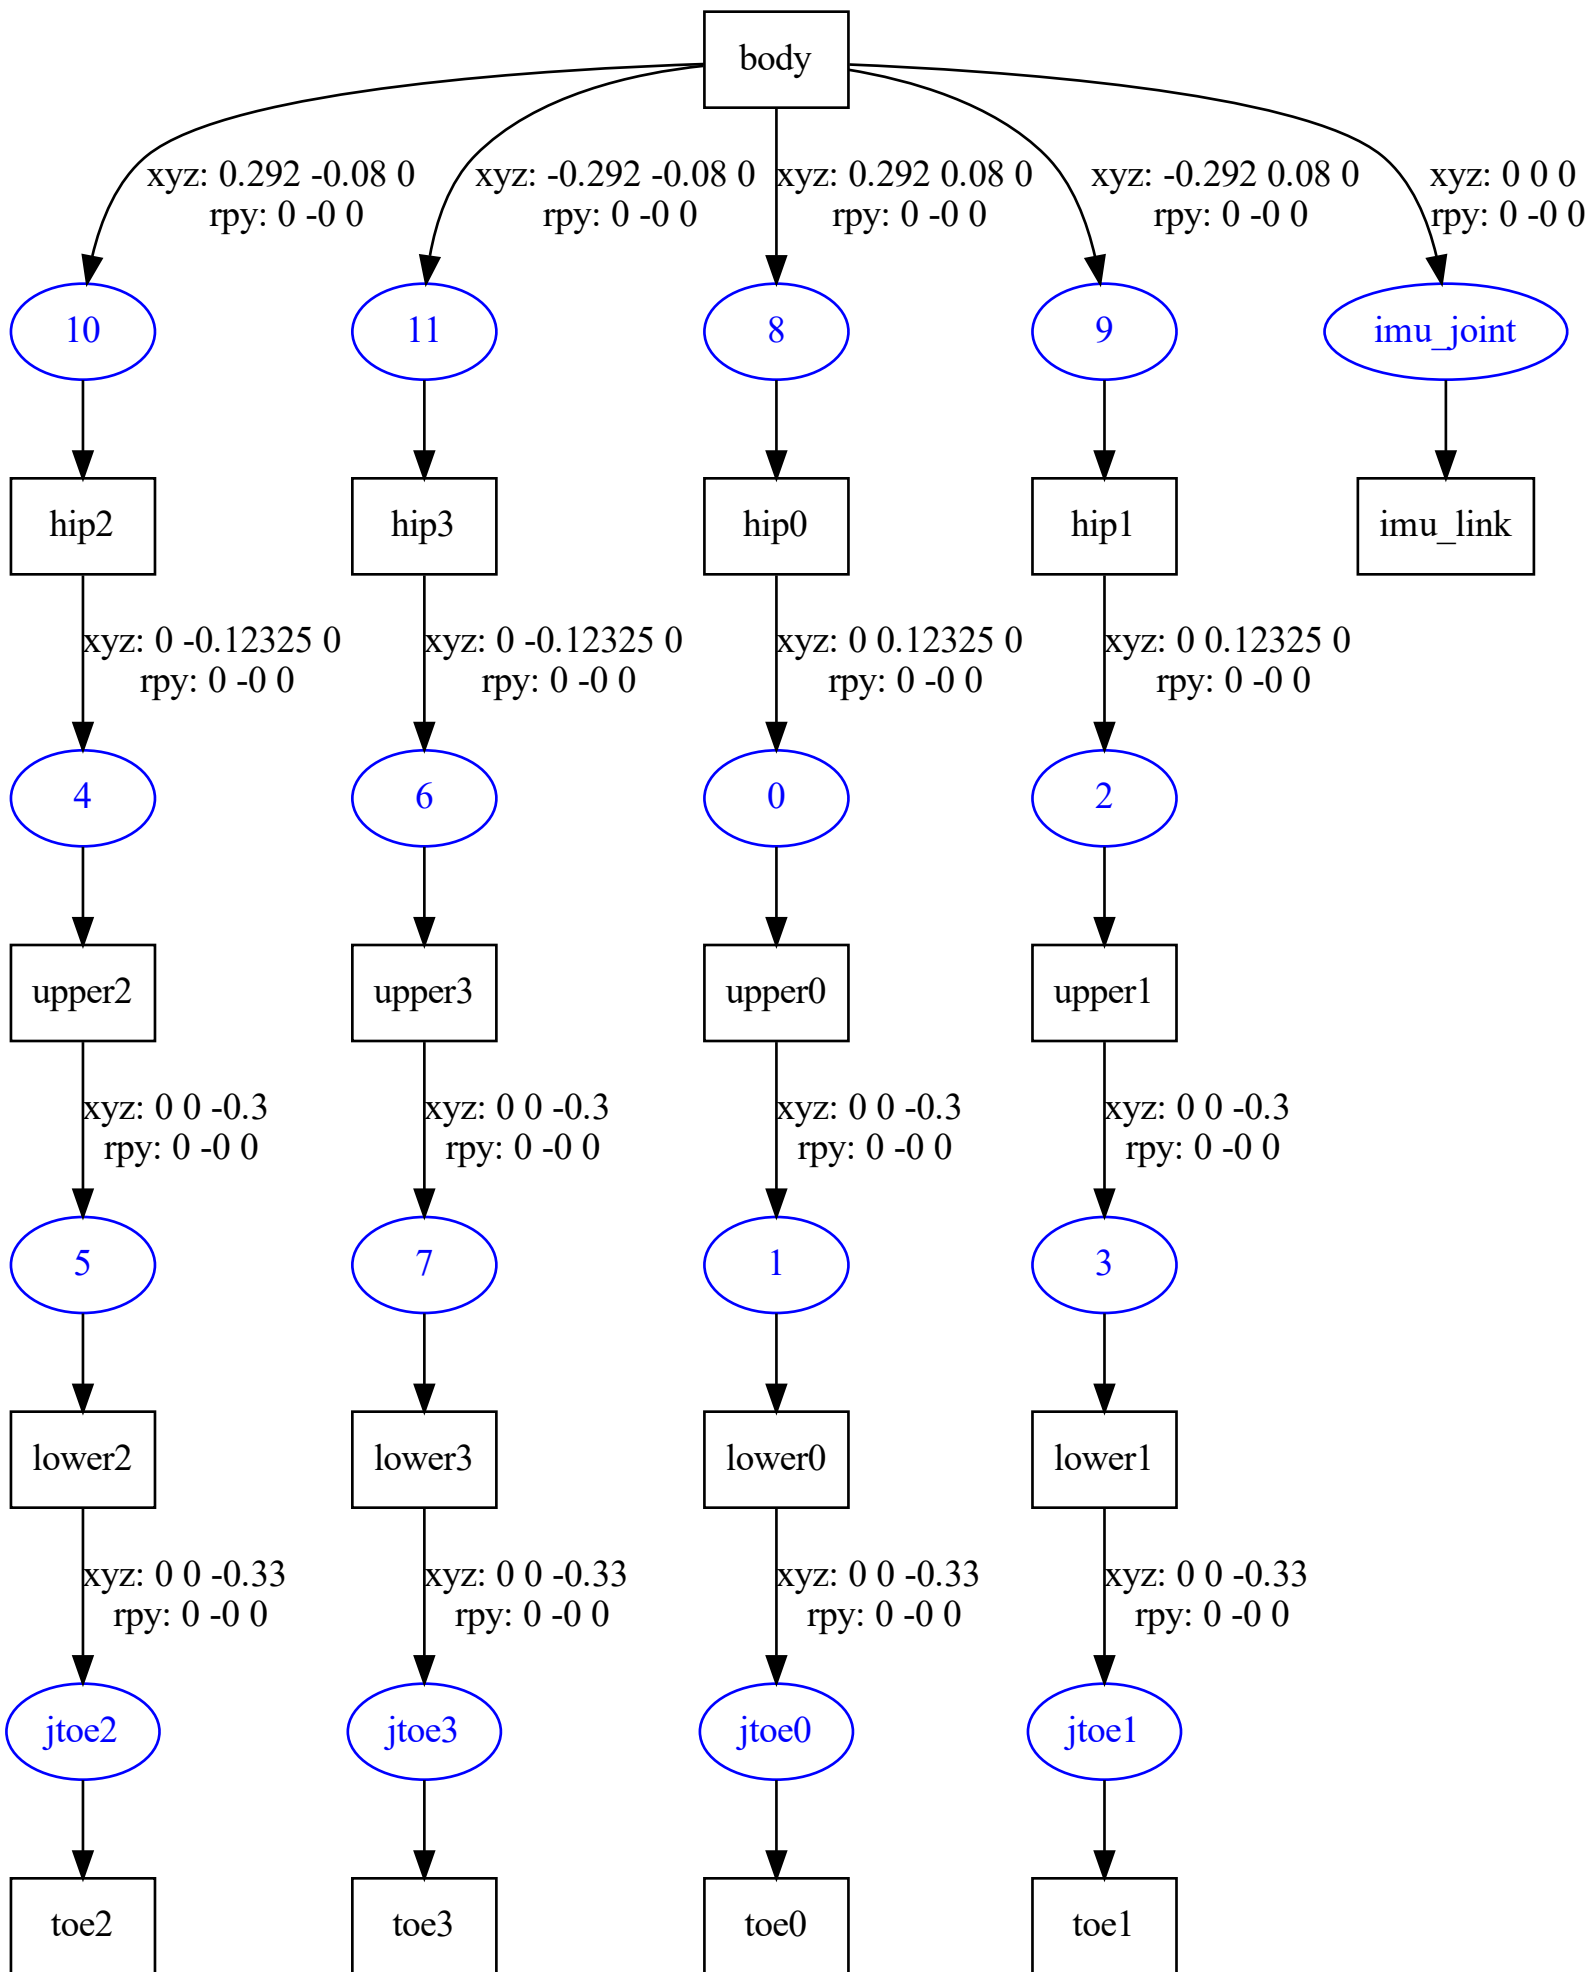 body
xyz: 0.292 -0.08 0
rpy: 0 -0 0
xyz: -0.292 -0.08 0
rpy: 0 -0 0
xyz: 0.292 0.08 0
rpy: 0 -0 0
xyz: -0.292 0.08 0
rpy: 0 -0 0
xyz: 0 0 0
rpy: 0 -0 0
10
11
8
9
imu_joint
hip2
hip3
hip0
hip1
imu_link
xyz: 0 -0.12325 0
rpy: 0 -0 0
xyz: 0 -0.12325 0
rpy: 0 -0 0
xyz: 0 0.12325 0
rpy: 0 -0 0
xyz: 0 0.12325 0
rpy: 0 -0 0
4
6
0
2
upper2
upper3
upper0
upper1
xyz: 0 0 -0.3
rpy: 0 -0 0
xyz: 0 0 -0.3
rpy: 0 -0 0
xyz: 0 0 -0.3
rpy: 0 -0 0
xyz: 0 0 -0.3
rpy: 0 -0 0
5
7
1
3
lower2
lower3
lower0
lower1
xyz: 0 0 -0.33
rpy: 0 -0 0
xyz: 0 0 -0.33
rpy: 0 -0 0
xyz: 0 0 -0.33
rpy: 0 -0 0
xyz: 0 0 -0.33
rpy: 0 -0 0
jtoe2
jtoe3
jtoe0
jtoe1
toe2
toe3
toe0
toe1